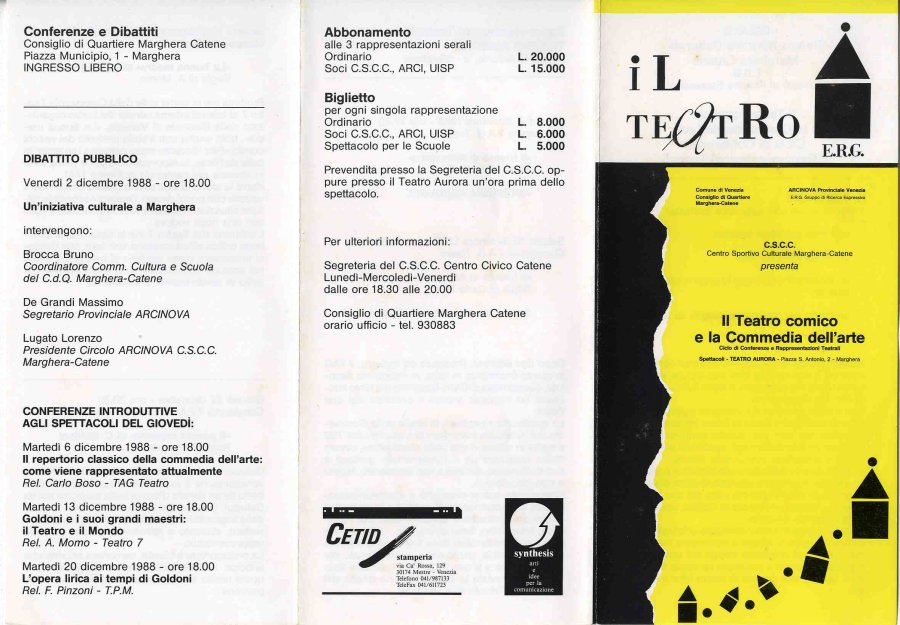 Conferenze e Dibattiti
Consiglio di Quartiere Marghera Catene
Piazza Municipio, 1 - Marghera
INGRESSO LIBERO
DIBATTITO PUBBLICO
Venerdi 2 dicembre 1988 - ore 18.00
Un'iniziativa culturale a Marghera
intervengono:
Brocca Bruno
Coordinatore Comm. Cultura e Scuola
del C.d.Q. Marghera-Catene
De Grandi Massimo
Segretario Provinciale ARCINOVA
Lugato Lorenzo
Presidente Circolo ARCINOVA C.S.C.C.
Marghera-Catene
CONFERENZE INTRODUTTIVE
AGLI SPETTACOLI DEL GIOVEDÌ:
Martedì 6 dicembre 1988 - ore 18.00
Il repertorio classico della commedia dell'arte:
come viene rappresentato attualmente
Rel. Carlo Boso - TAG Teatro
Martedì 13 dicembre 1988 - ore 18.00
Goldoni e i suoi grandi maestri:
il Teatro e il Mondo
Rel. A. Momo - Teatro 7
Martedì 20 dicembre 1988 - ore 18.00
L'opera lirica ai tempi di Goldoni
Rel. F. Pinzoni - T.P.M.
Abbonamento
alle 3 rappresentazioni serali
Ordinario L. 20.000
Soci C.S.C.C., ARCI, UISP L. 15.000
Biglietto
per ogni singola rappresentazione
Ordinario L. 8.000
Soci C.S.C.C., ARCI, UISP L. 6.000
Spettacolo per le Scuole L. 5.000
Prevendita presso la Segreteria del C.S.C.C. op-
pure presso il Teatro Aurora un'ora prima dello
spettacolo.
Per ulteriori informazioni:
Segreteria del C.S.C.C. Centro Civico Catene
Lunedì-Mercoledì-Venerdì
dalle ore 18.30 alle 20.00
Consiglio di Quartiere Marghera Catene
orario ufficio - tel. 930883
CETID
stamperia
via Ca' Rossa, 129
30174 Mestre - Venezia
Telefono 041/987133
TeleFax 041/611725
synthesis
arti
e
idee
per la
comunicazione
iL
TEATRO
E.R.G.
Comune di Venezia
Consiglio di Quartiere
Marghera-Catene
ARCINOVA Provinciale Venezia
E.R.G. Gruppo di Ricerca Espressiva
C.S.C.C.
Centro Sportivo Culturale Marghera-Catene
presenta
Il Teatro comico
e la Commedia dell'arte
Ciclo di Conferenze e Rappresentazioni Teatrali
Spettacoli - TEATRO AURORA - Piazza S. Antonio, 2 - Marghera